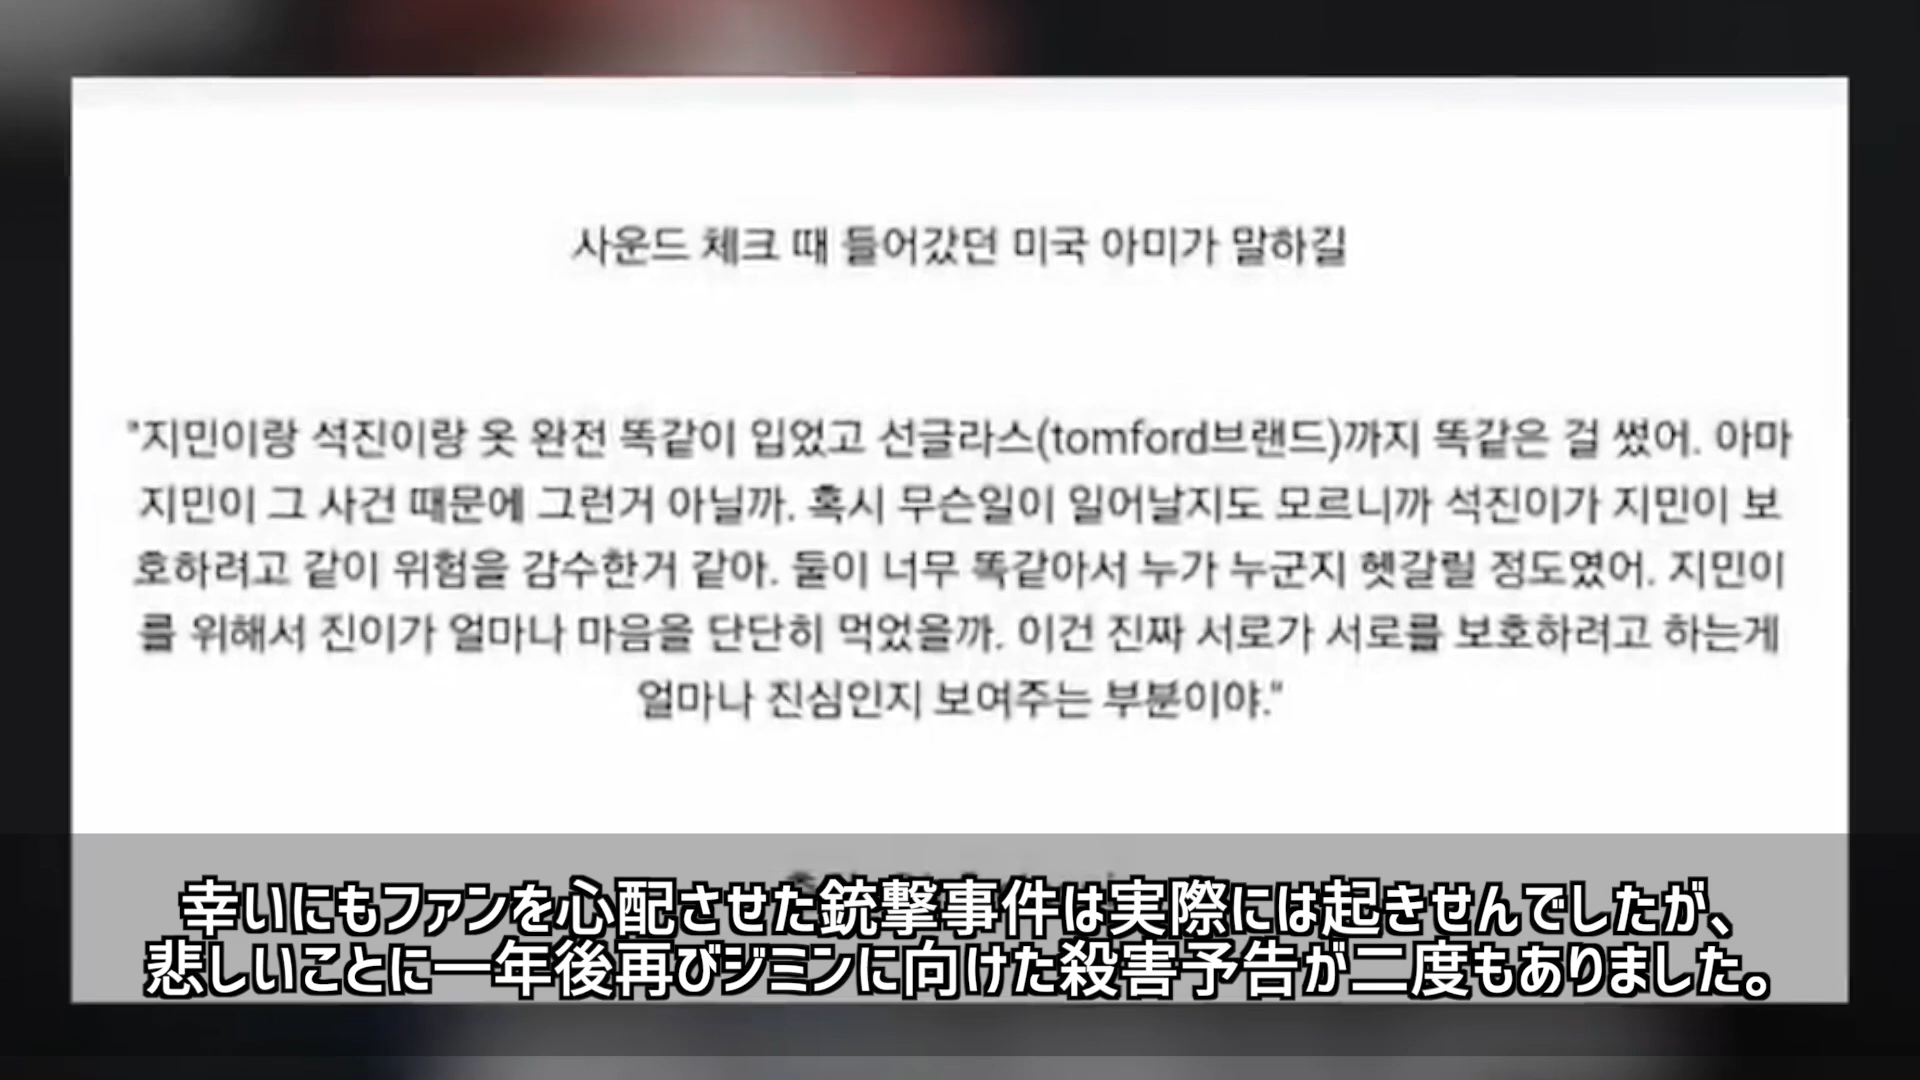 사운드 체크 때 들어갔던 미국 아미가 말하길
"지민이랑 석진이랑 옷 완전 똑같이 입었고 선글라스(tomford브랜드)까지 똑같은 걸 썼어. 아마
지민이 그 사건 때문에 그런거 아닐까. 혹시 무슨일이 일어날지도 모르니까 석진이가 지민이 보
호하려고 같이 위험을 감수한거 같아. 둘이 너무 똑같아서 누가 누군지 헷갈릴 정도였어. 지민이
를 위해서 진이가 얼마나 마음을 단단히 먹었을까. 이건 진짜 서로가 서로를 보호하려고 하는게
얼마나 진심인지 보여주는 부분이야."
幸いにもファンを心配させた銃撃事件は実際には起きせんでしたが、
悲しいことに一年後再びジミンに向けた殺害予告が二度もありました。